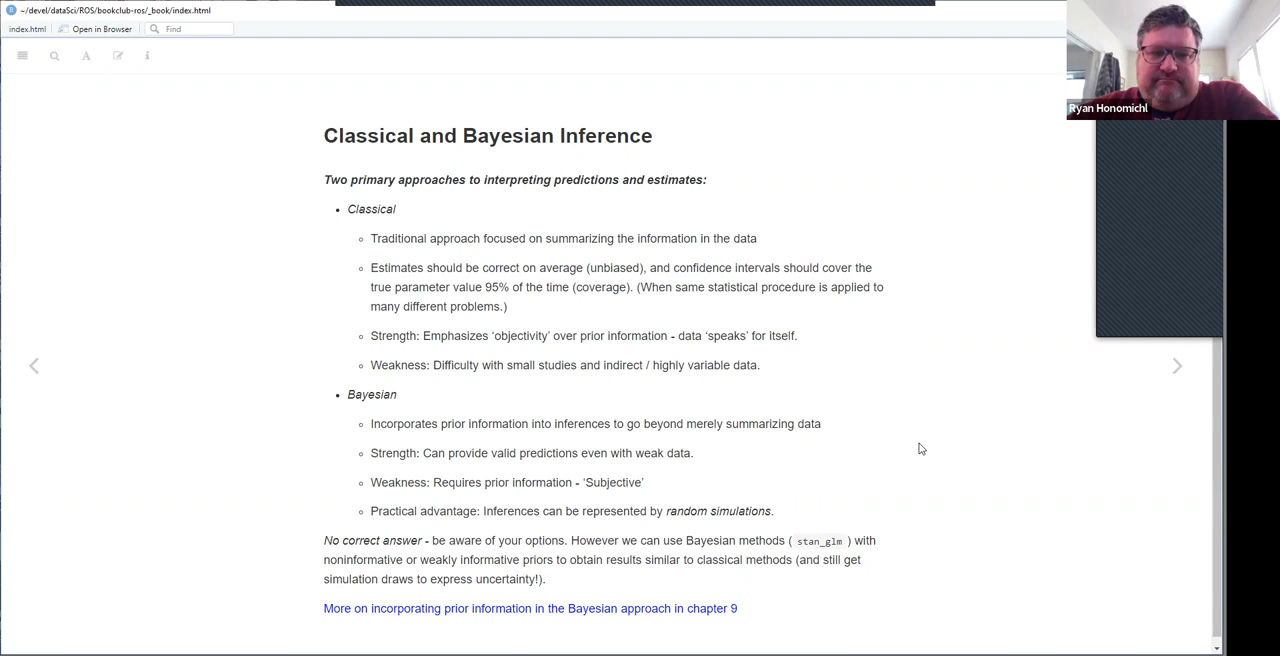 ~/devel/dataSci/ROS/bookclub-ros/_book/index.html
index.html
Open in Browser
Find
Ryan Honomichl
Classical and Bayesian Inference
Two primary approaches to interpreting predictions and estimates:
• Classical
◦ Traditional approach focused on summarizing the information in the data
◦ Estimates should be correct on average (unbiased), and confidence intervals should cover the
true parameter value 95% of the time (coverage). (When same statistical procedure is applied to
many different problems.)
◦ Strength: Emphasizes ‘objectivity’ over prior information - data ‘speaks’ for itself.
◦ Weakness: Difficulty with small studies and indirect / highly variable data.
• Bayesian
◦ Incorporates prior information into inferences to go beyond merely summarizing data
◦ Strength: Can provide valid predictions even with weak data.
◦ Weakness: Requires prior information - ‘Subjective’
◦ Practical advantage: Inferences can be represented by random simulations.
No correct answer - be aware of your options. However we can use Bayesian methods ( stan_glm ) with
noninformative or weakly informative priors to obtain results similar to classical methods (and still get
simulation draws to express uncertainty!).
More on incorporating prior information in the Bayesian approach in chapter 9